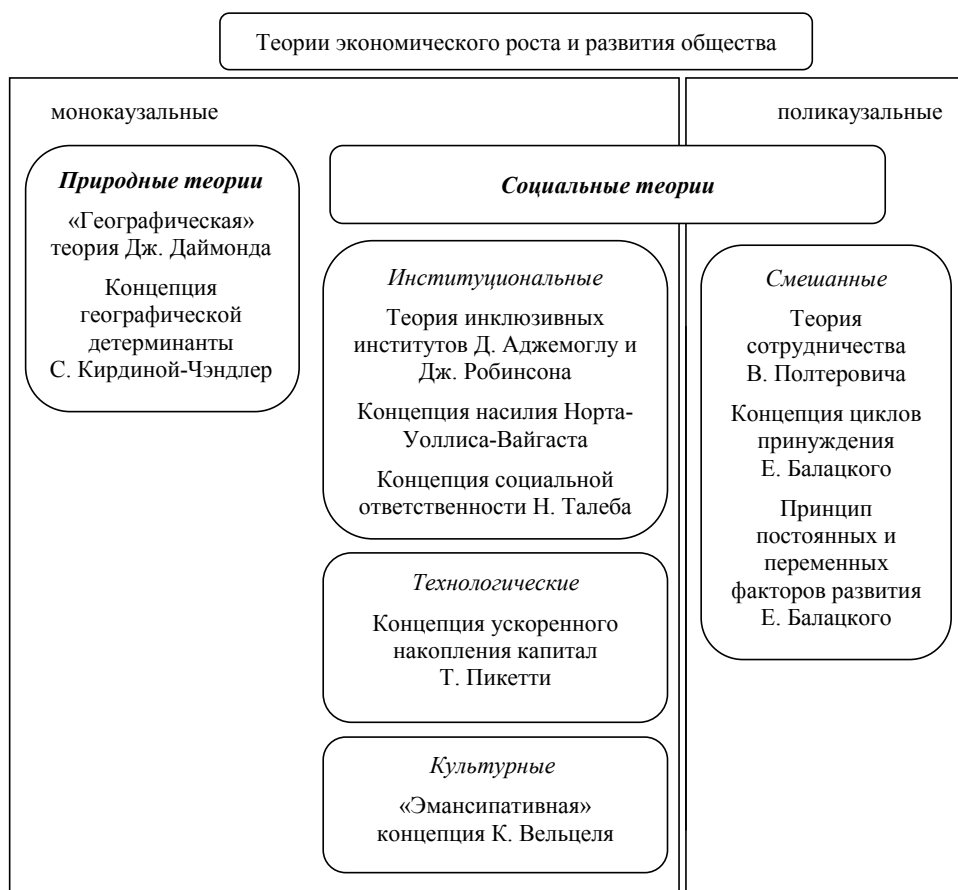 Теории экономического роста и развития общества
монокаузальные
поликаузальные
Природные теории
«Географическая»
теория Дж. Даймонда
Концепция
географической
детерминанты
С. Кирдиной-Чэндлер
Социальные теории
Институциональные
Теория инклюзивных
институтов Д. Аджемоглу и
Дж. Робинсона
Концепция насилия Норта-
Уоллиса-Вайгаста
Концепция социальной
ответственности Н. Талеба
Технологические
Концепция ускоренного
накопления капитал
Т. Пикетти
Культурные
«Эмансипативная»
концепция К. Вельцеля
Смешанные
Теория
сотрудничества
В. Полтеровича
Концепция циклов
принуждения
Е. Балацкого
Принцип
постоянных и
переменных
факторов развития
Е. Балацкого